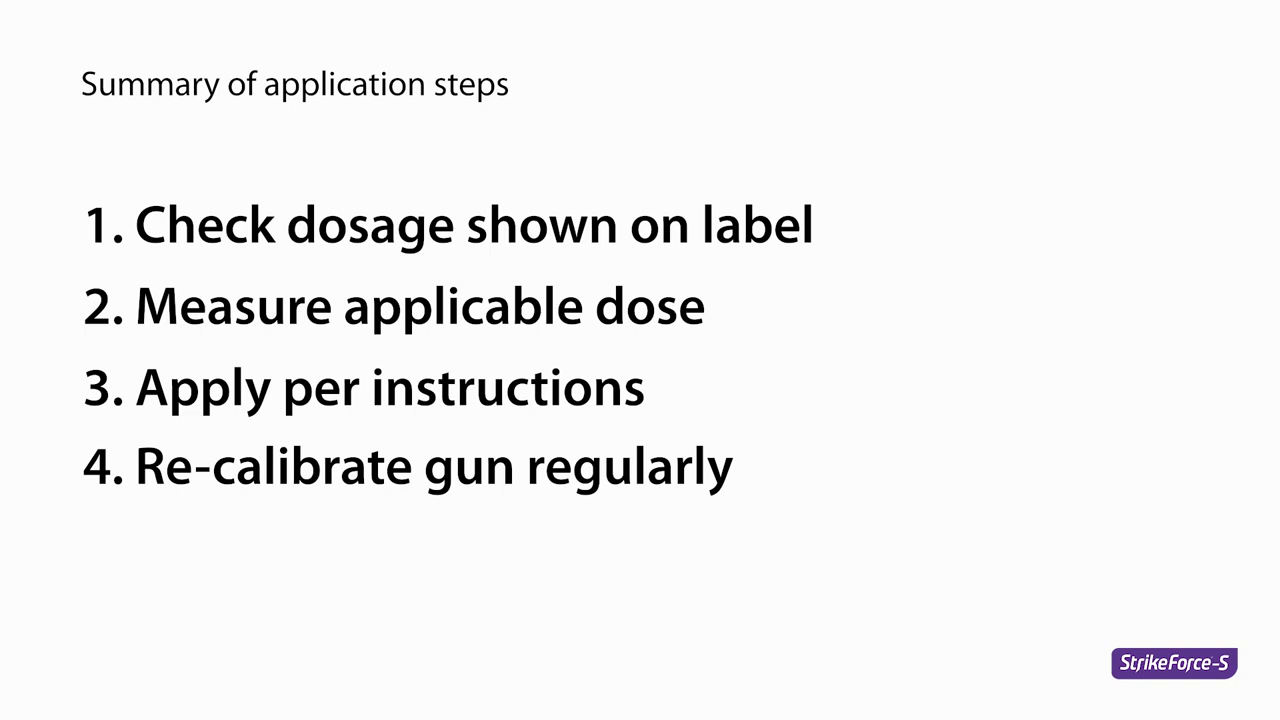 Summary of application steps
1. Check dosage shown on label
2. Measure applicable dose
3. Apply per instructions
4. Re-calibrate gun regularly
StrikeForce-S